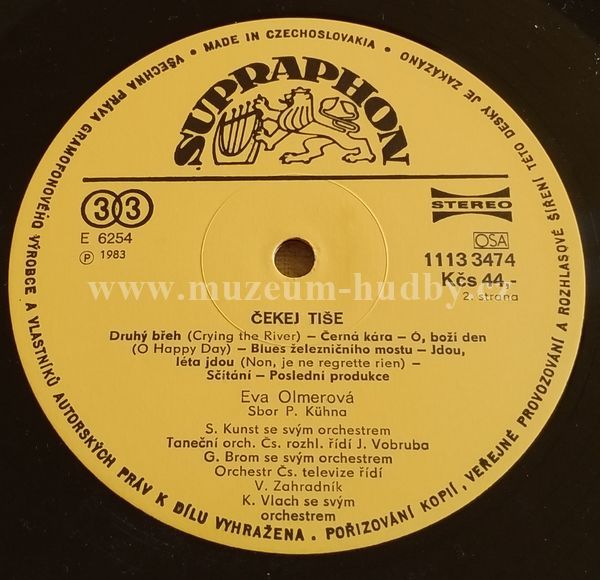 VŠECHNA PRÁVA GRAMOFONOVÉHO VÝROBCE A VLASTNÍKŮ AUTORSKÝCH PRÁV K DÍLU VYHRAŽENA. POŘIZOVÁNÍ KOPIÍ, VEŘEJNÉ PROVOZOVÁNÍ A ROZHLASOVÉ ŠÍŘENÍ TÉTO DESKY JE ZAKÁZÁNO • MADE IN CZECHOSLOVAKIA •
SUPRAPHON
33
STEREO
E 6254
OSA
Ⓟ 1983
1113 3474
Kčs 44,-
www.muzeum-hudby.cz
2. strana
ČEKEJ TIŠE
Druhý břeh (Crying the River) – Černá kára – Ó, boží den
(O Happy Day) – Blues železničního mostu – Jdou,
léta jdou (Non, je ne regrette rien) –
Sčítání – Poslední produkce
Eva Olmerová
Sbor P. Kühna
S. Kunst se svým orchestrem
Taneční orch. Čs. rozhl. řídí J. Vobruba
G. Brom se svým orchestrem
Orchestr Čs. televize řídí
V. Zahradník
K. Vlach se svým
orchestrem